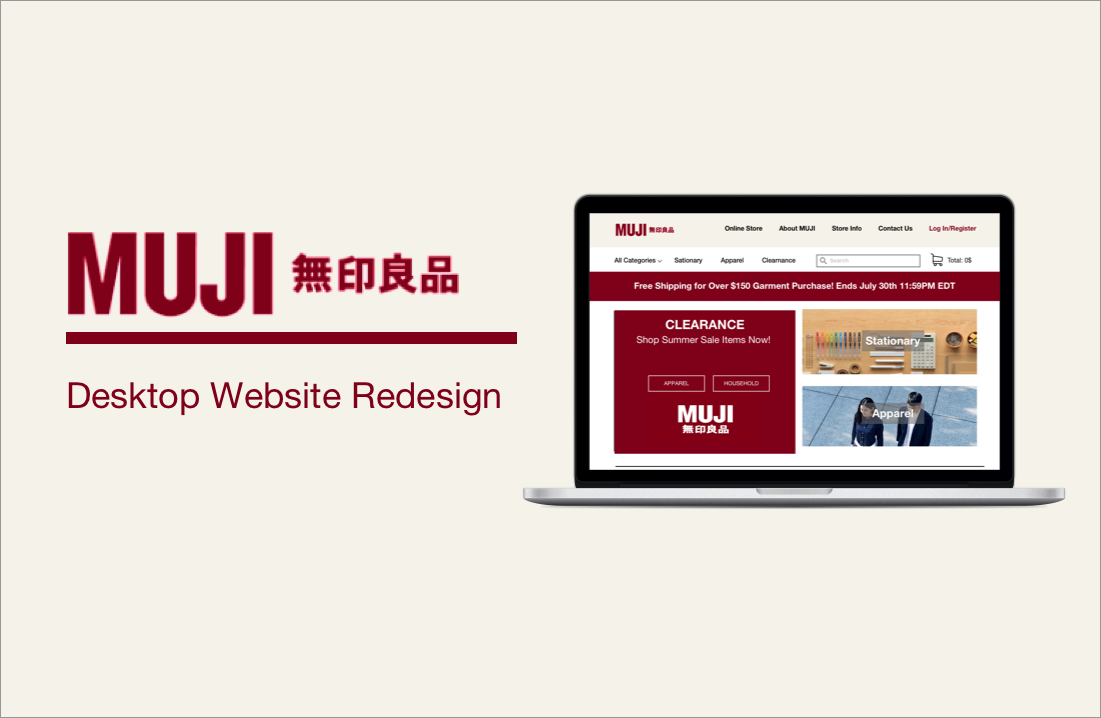 MUJI 無印良品
Desktop Website Redesign
MUJI 無印良品
Online Store About MUJI Store Info Contact Us Log In/Register
All Categories Sationary Apparel Clearnance Search Total: 0$
Free Shipping for Over $150 Garment Purchase! Ends July 30th 11:59PM EDT
CLEARANCE
Shop Summer Sale Items Now!
APPAREL HOUSEHOLD
MUJI
無印良品
Stationary
Apparel